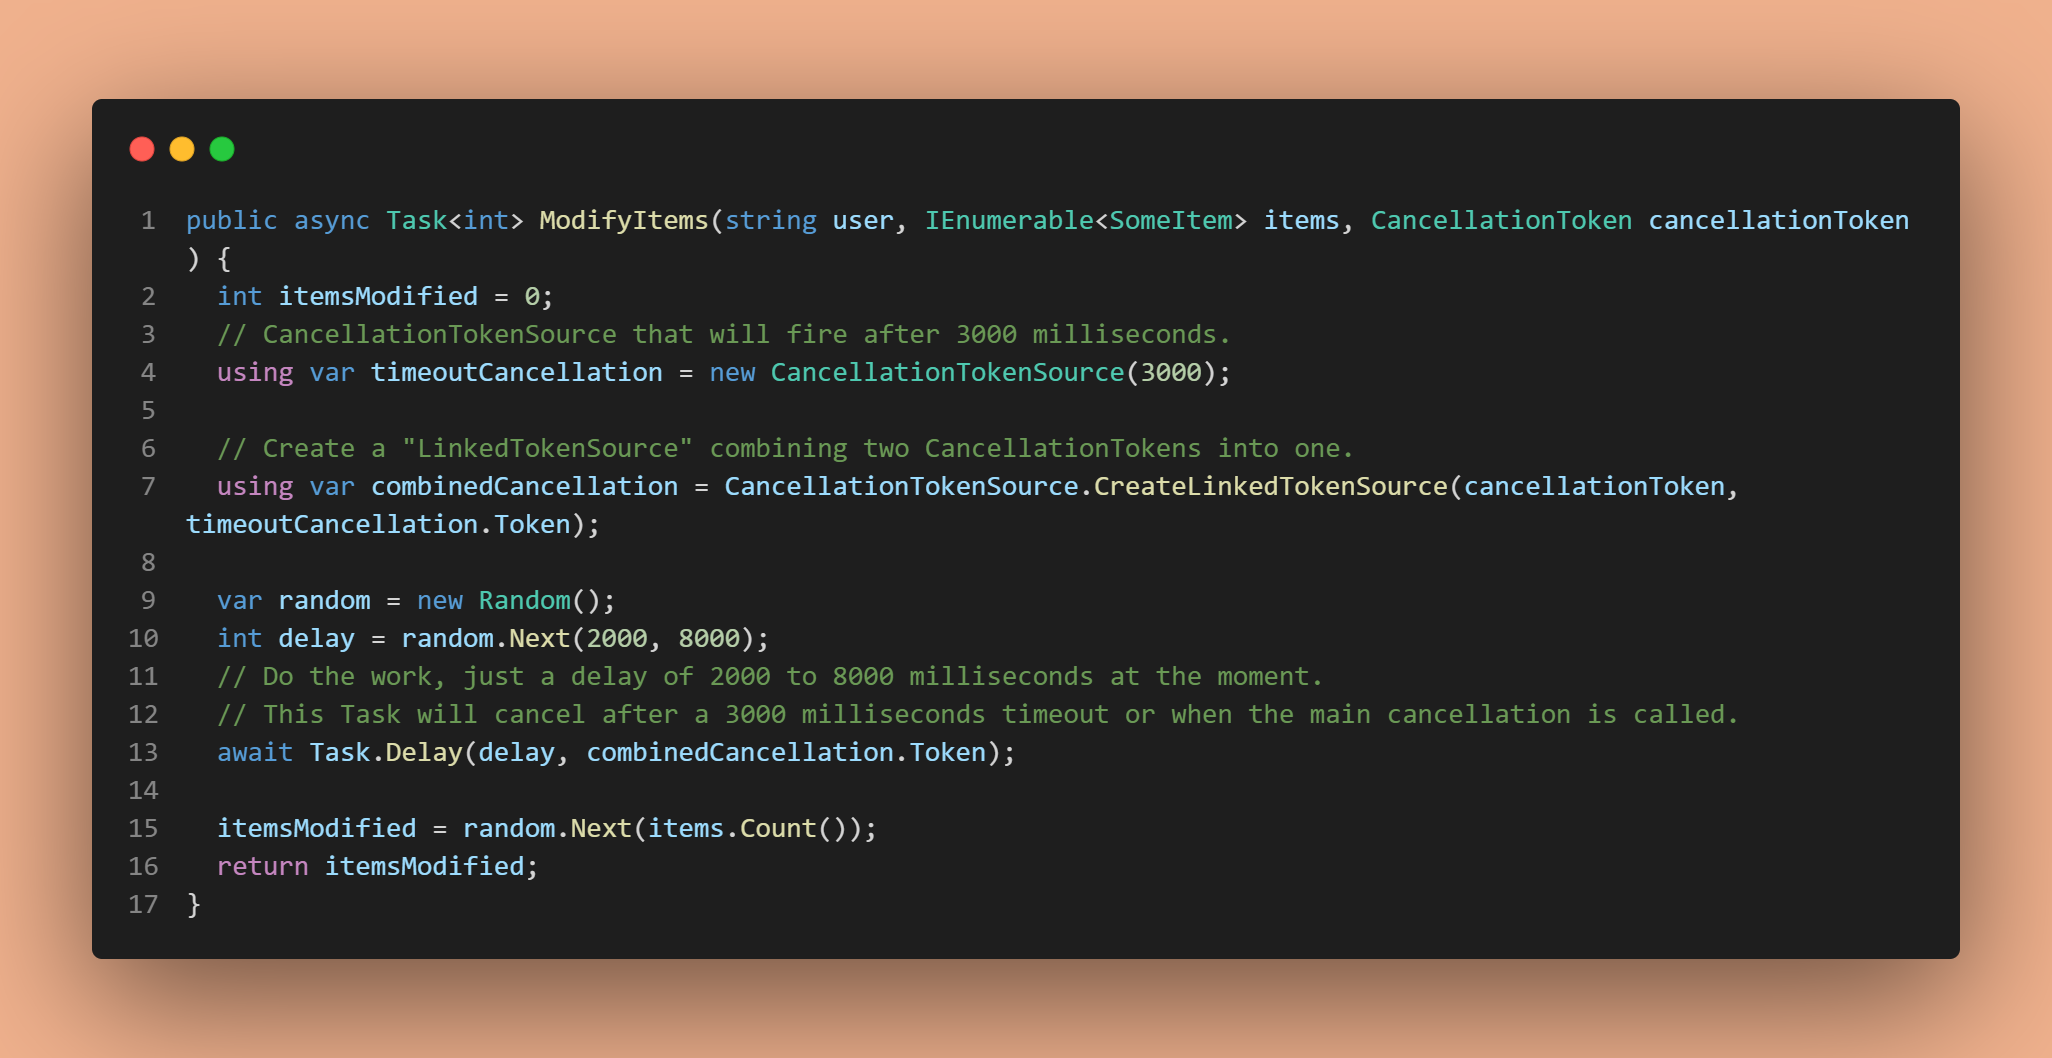 1 public async Task<int> ModifyItems(string user, IEnumerable<SomeItem> items, CancellationToken cancellationToken
) {
2 int itemsModified = 0;
3 // CancellationTokenSource that will fire after 3000 milliseconds.
4 using var timeoutCancellation = new CancellationTokenSource(3000);
5
6 // Create a "LinkedTokenSource" combining two CancellationTokens into one.
7 using var combinedCancellation = CancellationTokenSource.CreateLinkedTokenSource(cancellationToken,
timeoutCancellation.Token);
8
9 var random = new Random();
10 int delay = random.Next(2000, 8000);
11 // Do the work, just a delay of 2000 to 8000 milliseconds at the moment.
12 // This Task will cancel after a 3000 milliseconds timeout or when the main cancellation is called.
13 await Task.Delay(delay, combinedCancellation.Token);
14
15 itemsModified = random.Next(items.Count());
16 return itemsModified;
17 }